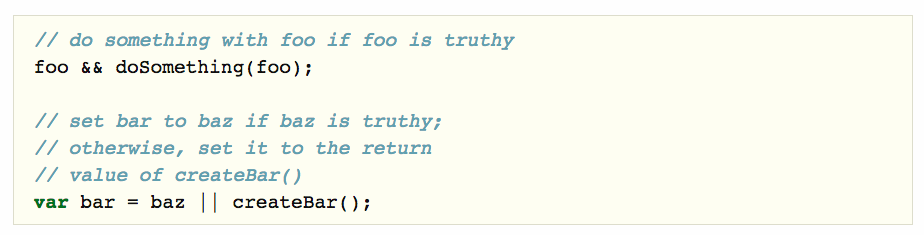 // do something with foo if foo is truthy
foo && doSomething(foo);
// set bar to baz if baz is truthy;
// otherwise, set it to the return
// value of createBar()
var bar = baz || createBar();